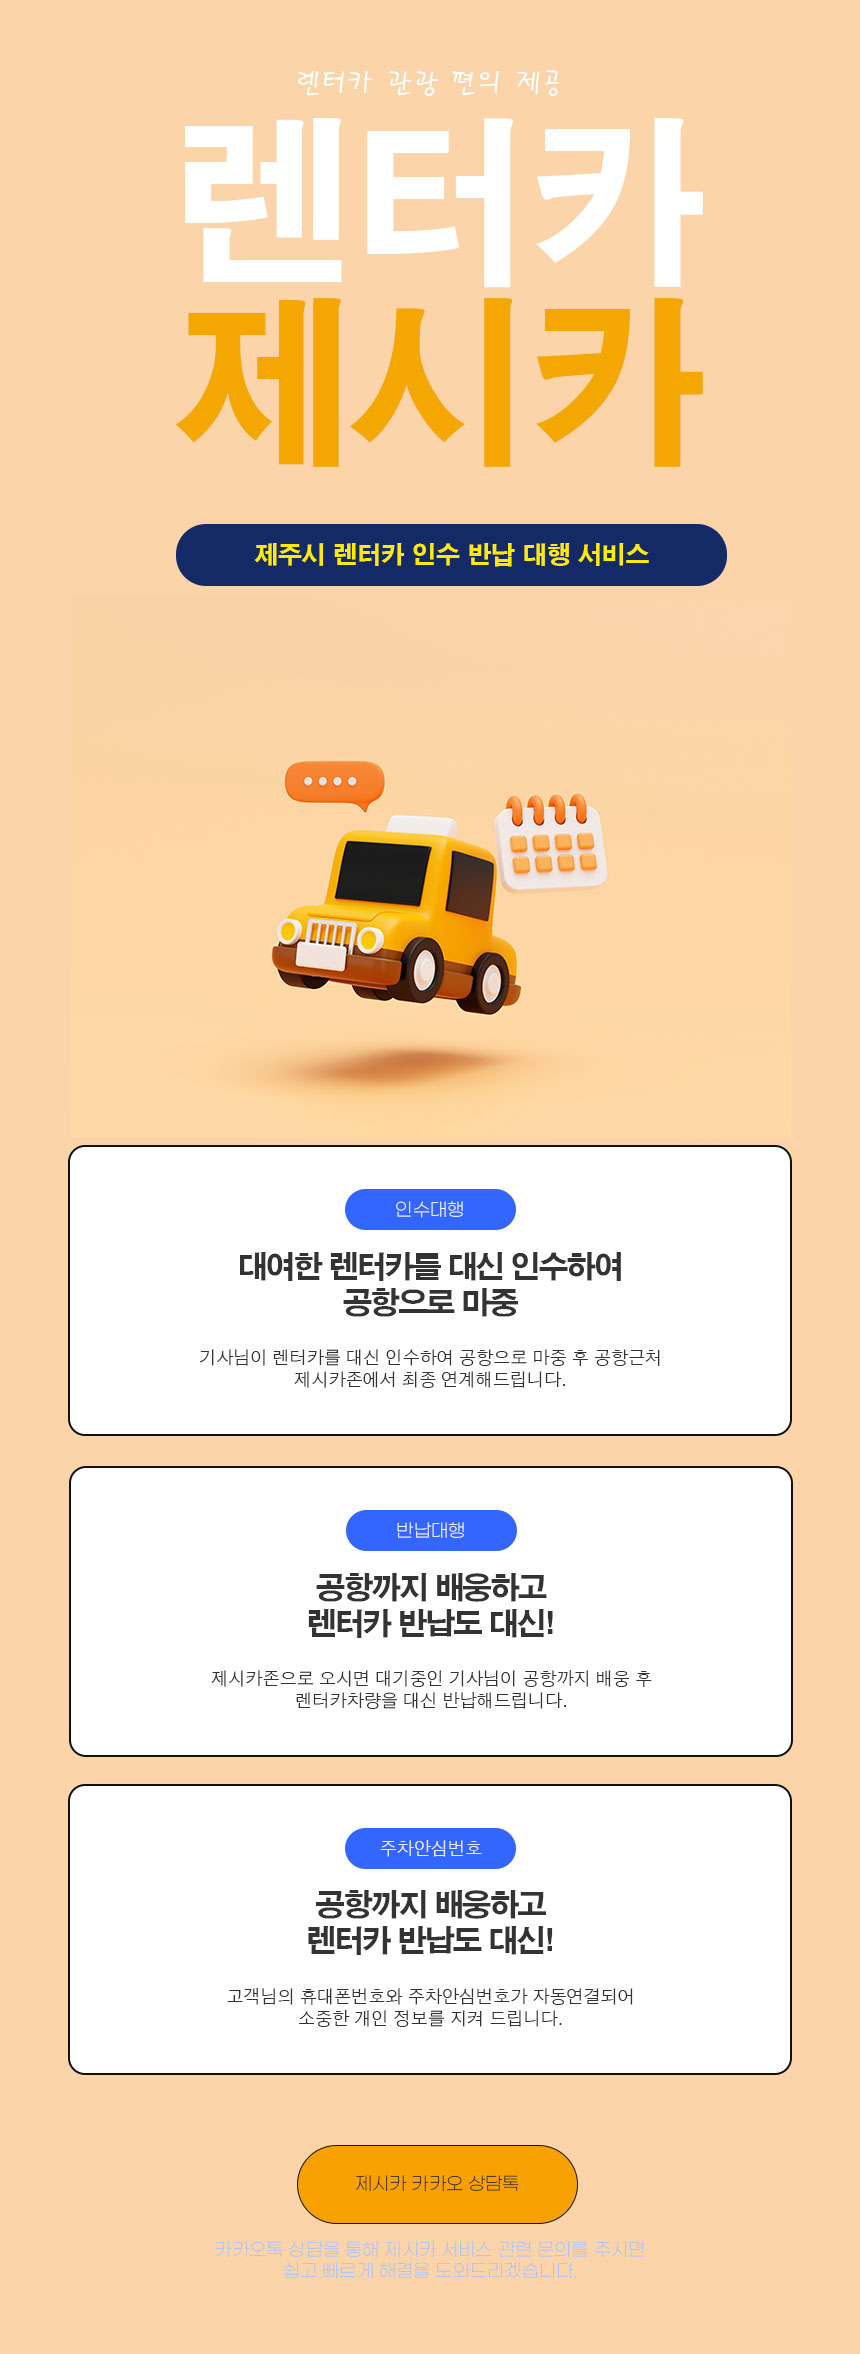 렌터카 관광 편의 제공
렌터카
제시카
제주시 렌터카 인수 반납 대행 서비스
인수대행
대여한 렌터카를 대신 인수하여
공항으로 마중
기사님이 렌터카를 대신 인수하여 공항으로 마중 후 공항근처
제시카존에서 최종 연계해드립니다.
반납대행
공항까지 배웅하고
렌터카 반납도 대신!
제시카존으로 오시면 대기중인 기사님이 공항까지 배웅 후
렌터카차량을 대신 반납해드립니다.
주차안심번호
공항까지 배웅하고
렌터카 반납도 대신!
고객님의 휴대폰번호와 주차안심번호가 자동연결되어
소중한 개인 정보를 지켜 드립니다.
제시카 카카오 상담톡
카카오톡 상담을 통해 제시카 서비스 관련 문의를 주시면
쉽고 빠르게 해결을 도와드리겠습니다.